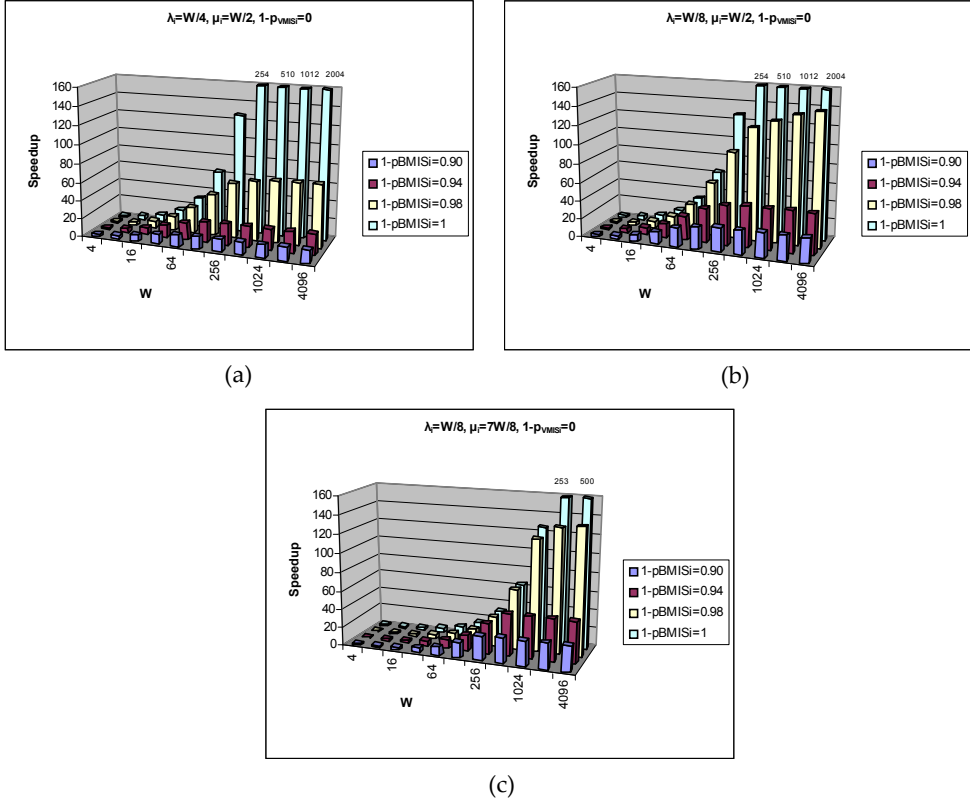 λi=W/4, μi=W/2, 1-pVMISi=0
254 510 1012 2004
160
140
120
100
80
60
40
20
0
Speedup
4
16
64
256
1024
4096
W
1-pBMISi=0.90
1-pBMISi=0.94
1-pBMISi=0.98
1-pBMISi=1
(a)
λi=W/8, μi=W/2, 1-pVMISi=0
254 510 1012 2004
160
140
120
100
80
60
40
20
0
Speedup
4
16
64
256
1024
4096
W
1-pBMISi=0.90
1-pBMISi=0.94
1-pBMISi=0.98
1-pBMISi=1
(b)
λi=W/8, μi=7W/8, 1-pVMISi=0
253 500
160
140
120
100
80
60
40
20
0
Speedup
4
16
64
256
1024
4096
W
1-pBMISi=0.90
1-pBMISi=0.94
1-pBMISi=0.98
1-pBMISi=1
(c)